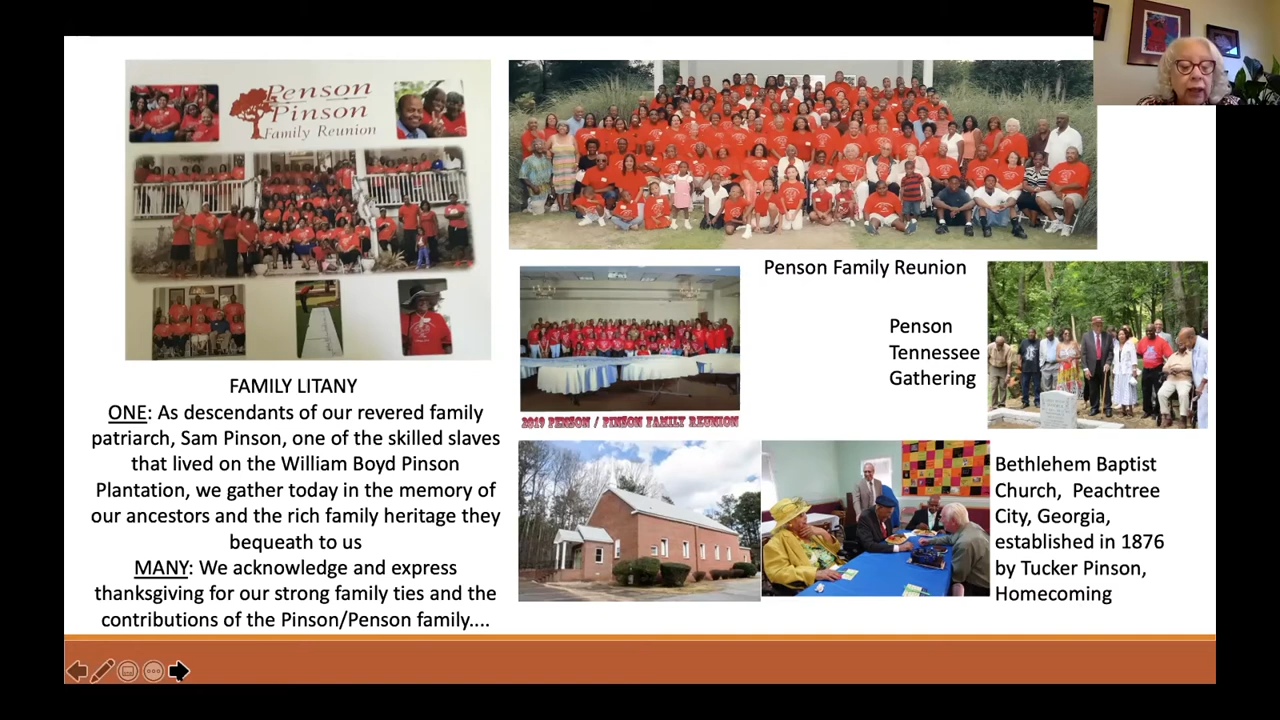 Penson
Pinson
Family Reunion
FAMILY LITANY
ONE: As descendants of our revered family
patriarch, Sam Pinson, one of the skilled slaves
that lived on the William Boyd Pinson
Plantation, we gather today in the memory of
our ancestors and the rich family heritage they
bequeath to us
MANY: We acknowledge and express
thanksgiving for our strong family ties and the
contributions of the Pinson/Penson family....
Penson Family Reunion
2019 PENSON / PINSON FAMILY REUNION
Penson
Tennessee
Gathering
Bethlehem Baptist
Church, Peachtree
City, Georgia,
established in 1876
by Tucker Pinson,
Homecoming